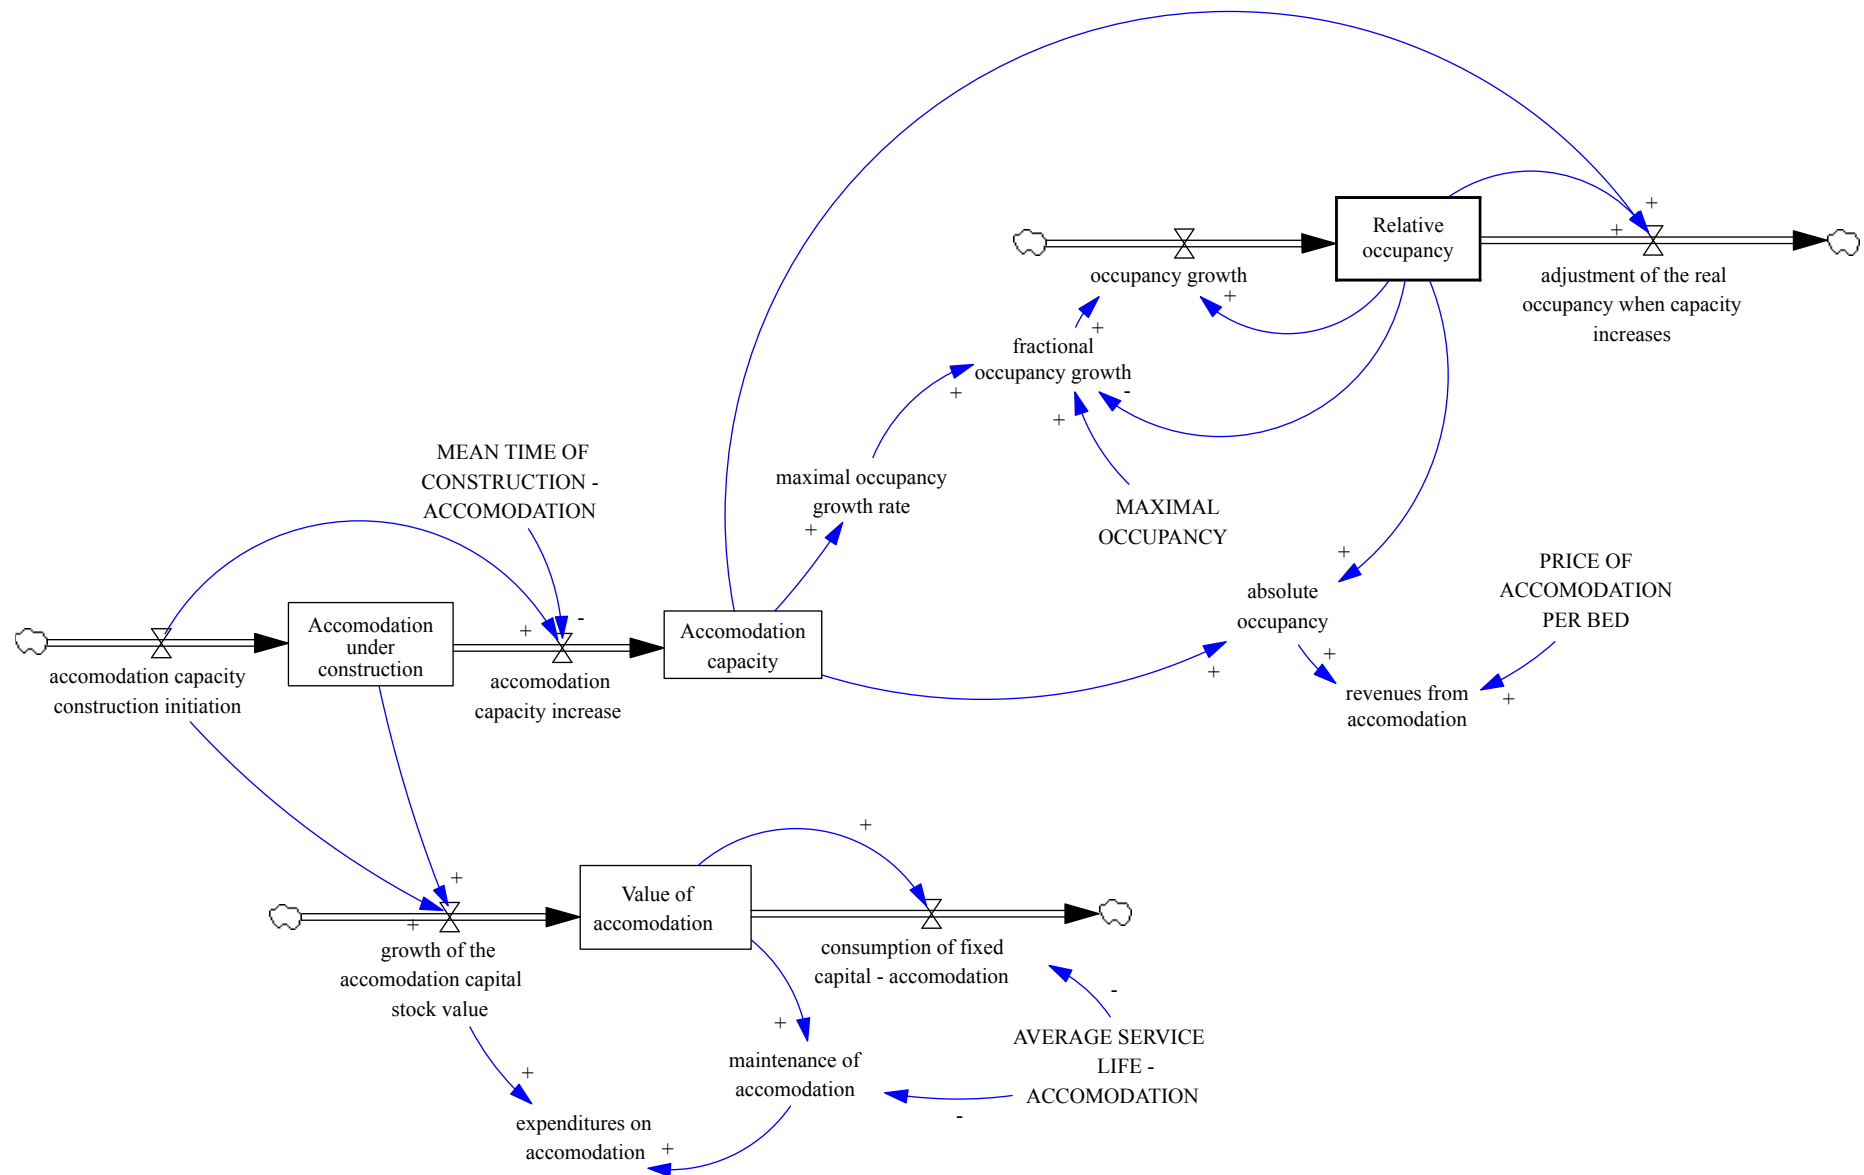 Relative
occupancy
occupancy growth
adjustment of the real
occupancy when capacity
increases
+
+
+
+
fractional
occupancy growth
+
-
+
MEAN TIME OF
CONSTRUCTION -
ACCOMODATION
maximal occupancy
growth rate
+
MAXIMAL
OCCUPANCY
+
PRICE OF
ACCOMODATION
PER BED
absolute
occupancy
Accomodation
under
construction
+
-
Accomodation
capacity
accomodation capacity
construction initiation
accomodation
capacity increase
+
+
+
revenues from
accomodation
+
+
+
Value of
accomodation
growth of the
accomodation capital
stock value
consumption of fixed
capital - accomodation
-
+
+
AVERAGE SERVICE
LIFE -
ACCOMODATION
maintenance of
accomodation
-
expenditures on
accomodation
+